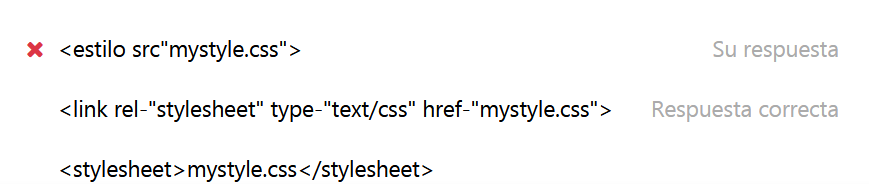 <estilo src"mystyle.css"> Su respuesta
<link rel-"stylesheet" type-"text/css" href-"mystyle.css"> Respuesta correcta
<stylesheet>mystyle.css</stylesheet>